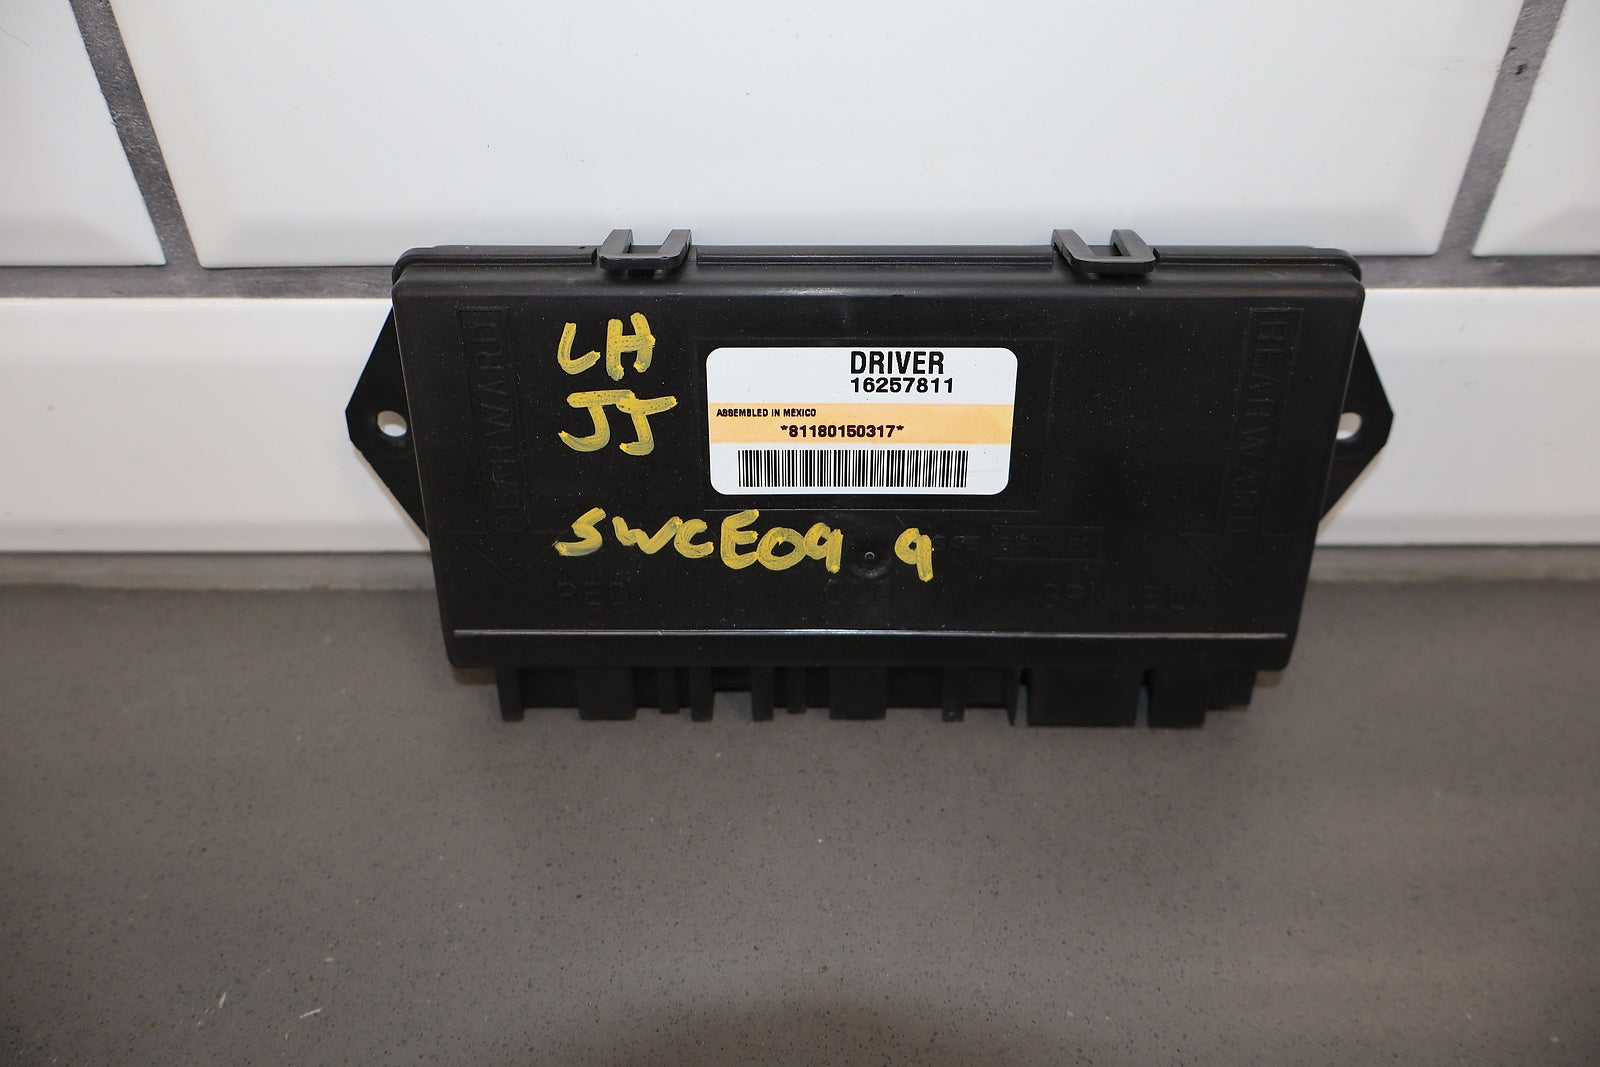 LH
JJ
SWCE09 9
DRIVER
16257811
ASSEMBLED IN MEXICO
*81180150317*
REARWARD
REARWARD
RED
GRN BLK